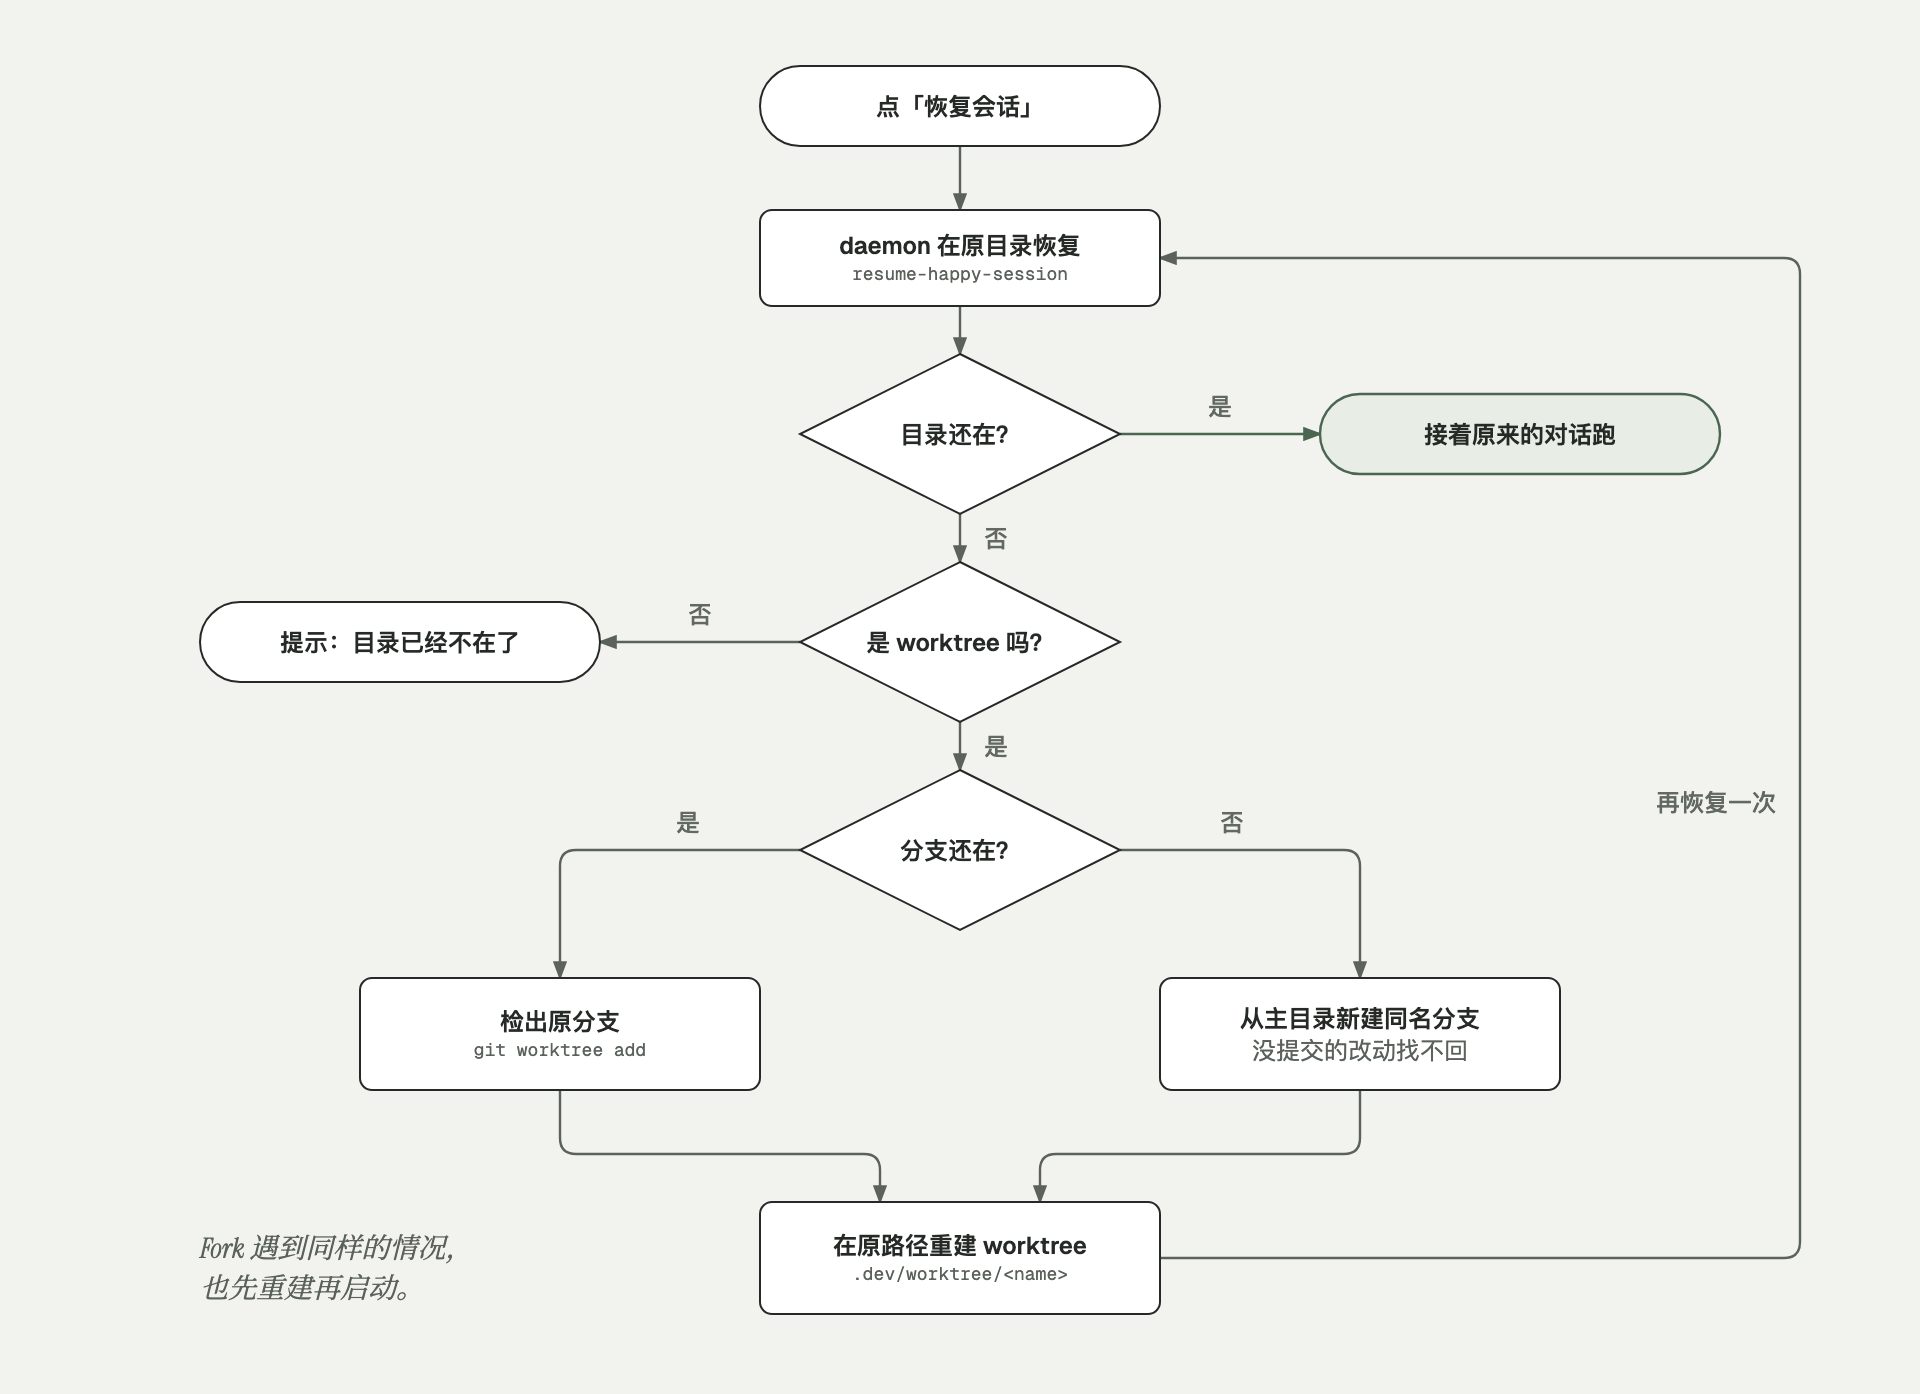 点「恢复会话」
daemon 在原目录恢复
resume-happy-session
目录还在?
是
接着原来的对话跑
否
提示：目录已经不在了
否
是 worktree 吗?
是
是
分支还在?
否
再恢复一次
检出原分支
git worktree add
从主目录新建同名分支
没提交的改动找不回
在原路径重建 worktree
.dev/worktree/<name>
Fork 遇到同样的情况，
也先重建再启动。